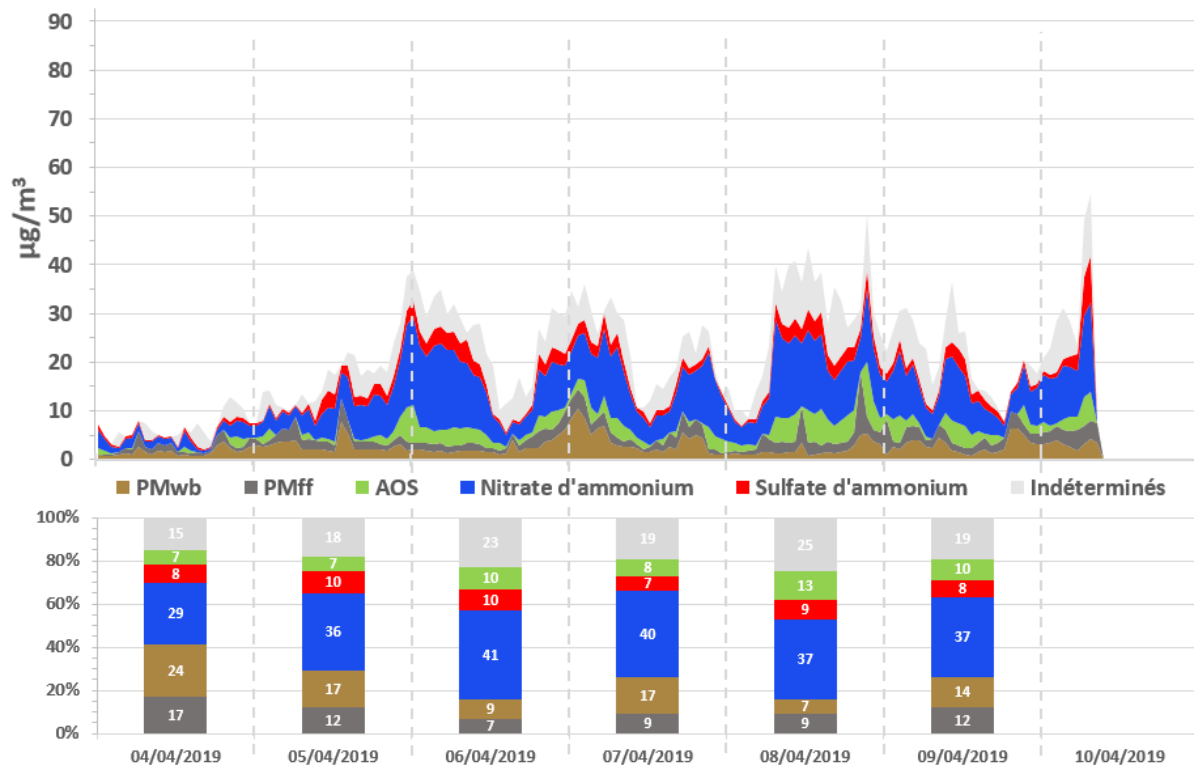 90
80
70
60
50
40
30
20
10
0
µg/m³
PMwb PMff AOS Nitrate d'ammonium Sulfate d'ammonium Indéterminés
100%
80%
60%
40%
20%
0%
15 18 23 19 25 19
7 7 10 8 13 10
8 10 10 7 9 8
29 36 41 40 37 37
24 17 9 17 7 14
17 12 7 9 9 12
04/04/2019 05/04/2019 06/04/2019 07/04/2019 08/04/2019 09/04/2019 10/04/2019